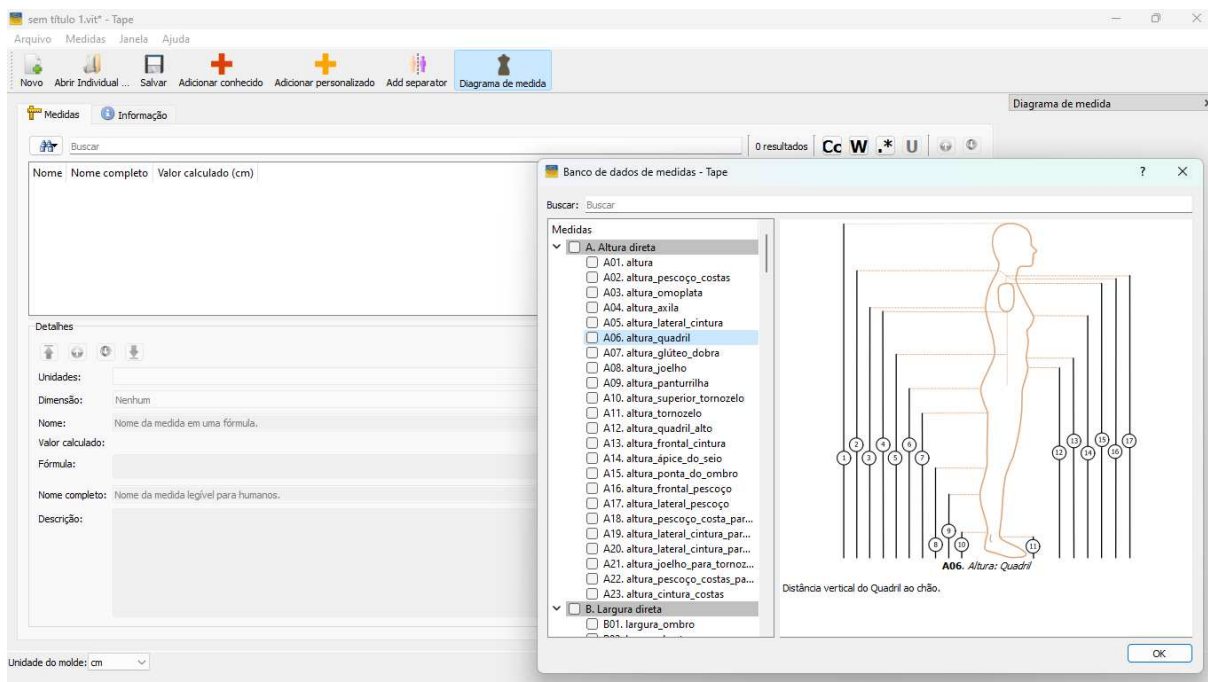 sem título 1.vit* - Tape
Arquivo Medidas Janela Ajuda
Novo Abrir Individual ... Salvar Adicionar conhecido Adicionar personalizado Add separator Diagrama de medida
Diagrama de medida
Medidas Informação
Buscar 0 resultados Cc W .* U
Nome Nome completo Valor calculado (cm)
Detalhes
Unidades:
Dimensão: Nenhum
Nome: Nome da medida em uma fórmula.
Valor calculado:
Fórmula:
Nome completo: Nome da medida legível para humanos.
Descrição:
Unidade do molde: cm
Banco de dados de medidas - Tape ?
Buscar: Buscar
Medidas
A. Altura direta
A01. altura
A02. altura_pescoço_costas
A03. altura_omoplata
A04. altura_axila
A05. altura_lateral_cintura
A06. altura_quadril
A07. altura_glúteo_dobra
A08. altura_joelho
A09. altura_panturrilha
A10. altura_superior_tornozelo
A11. altura_tornozelo
A12. altura_quadril_alto
A13. altura_frontal_cintura
A14. altura_ápice_do_seio
A15. altura_ponta_do_ombro
A16. altura_frontal_pescoço
A17. altura_lateral_pescoço
A18. altura_pescoço_costa_par...
A19. altura_lateral_cintura_par...
A20. altura_lateral_cintura_par...
A21. altura_joelho_para_tornoz...
A22. altura_pescoço_costas_pa...
A23. altura_cintura_costas
B. Largura direta
B01. largura_ombro
1 2 3 4 5 6 7 8 9 10 11 12 13 14 15 16 17
A06. Altura: Quadril
Distância vertical do Quadril ao chão.
OK